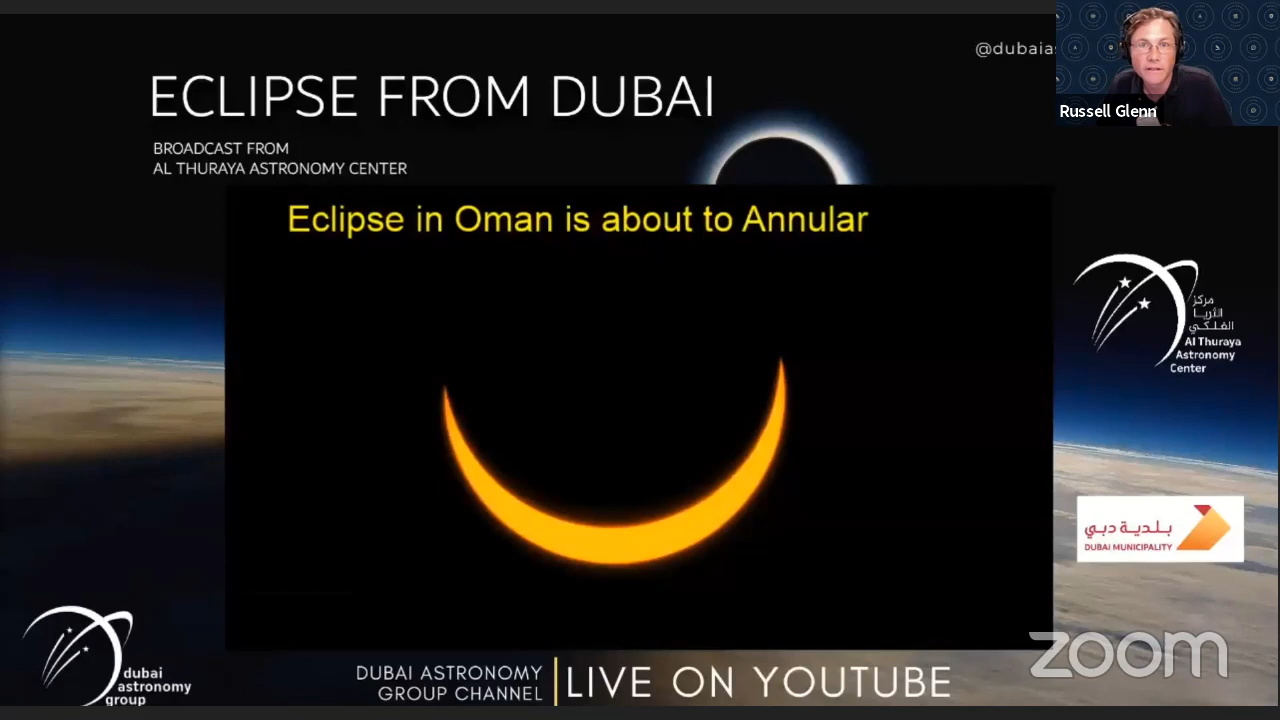 @dubaias
Russell Glenn
ECLIPSE FROM DUBAI
BROADCAST FROM
AL THURAYA ASTRONOMY CENTER
Eclipse in Oman is about to Annular
مركز
الثريا
الفلكي
Al Thuraya
Astronomy
Center
بلدية دبي
DUBAI MUNICIPALITY
dubai
astronomy
group
DUBAI ASTRONOMY
GROUP CHANNEL
LIVE ON YOUTUBE
zoom